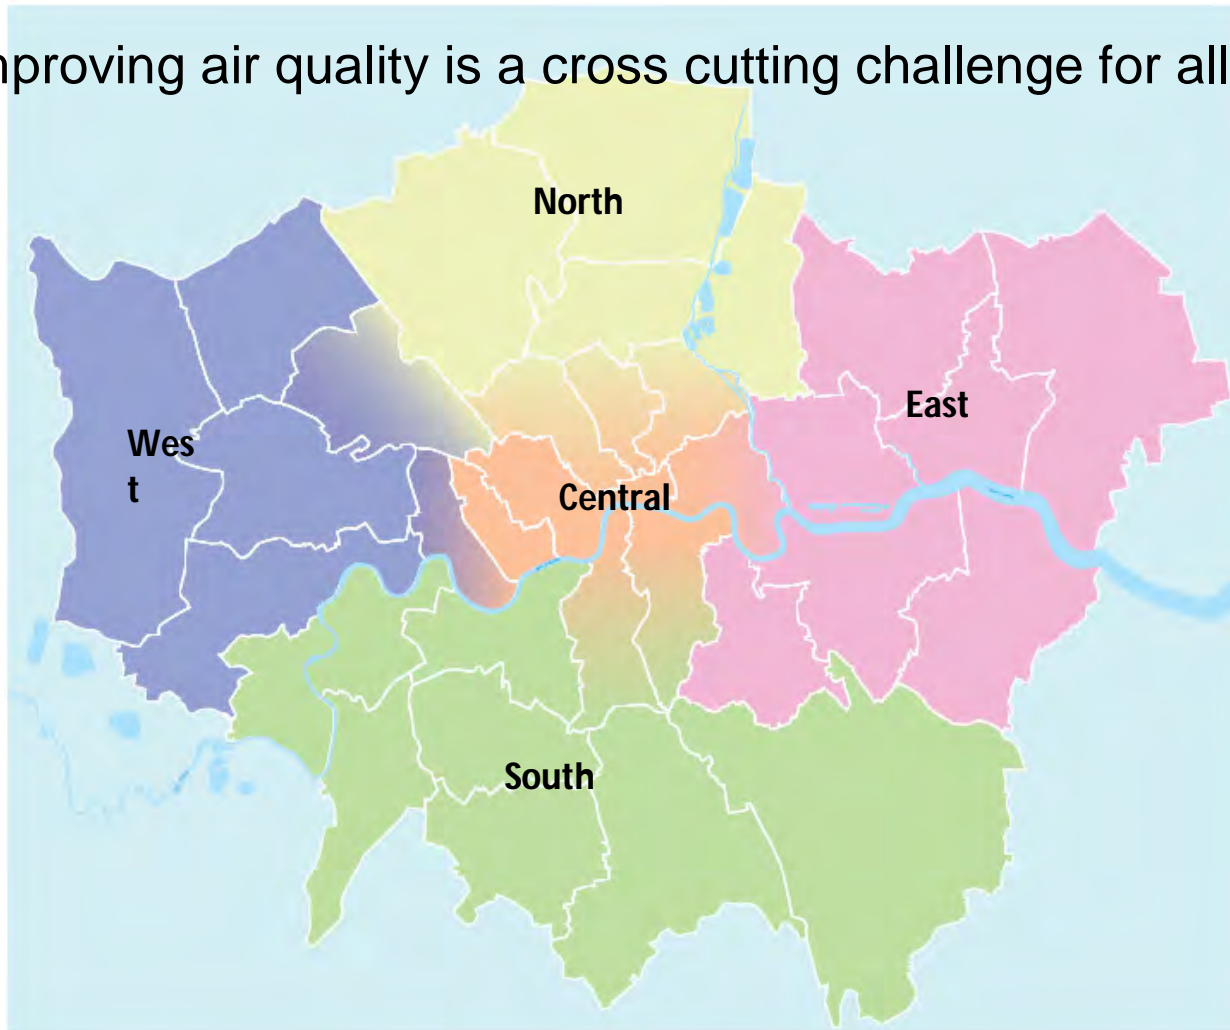 nproving air quality is a cross cutting challenge for all
North
East
Wes
t
Central
South